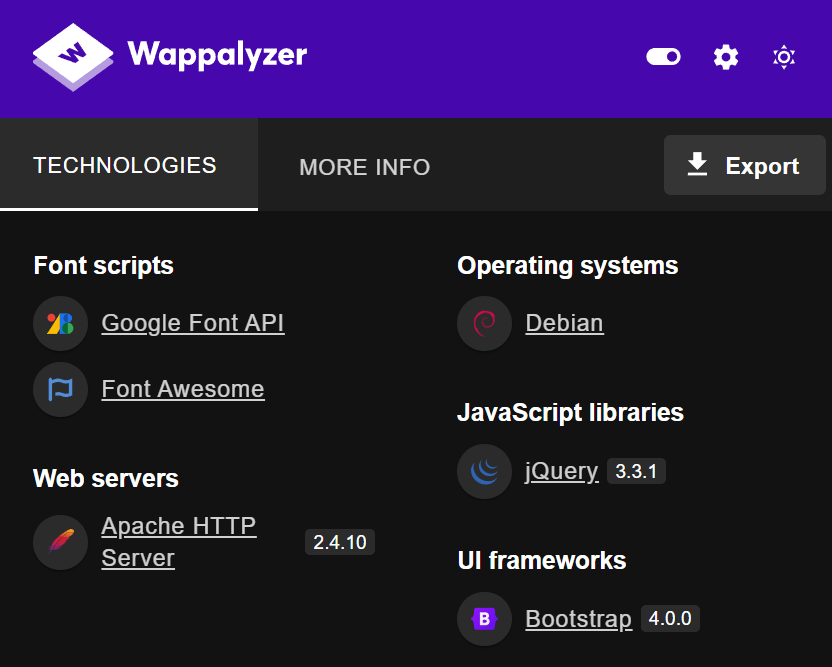 Wappalyzer
TECHNOLOGIES
MORE INFO
Export
Font scripts
Google Font API
Font Awesome
Web servers
Apache HTTP
Server
2.4.10
Operating systems
Debian
JavaScript libraries
jQuery 3.3.1
UI frameworks
Bootstrap 4.0.0